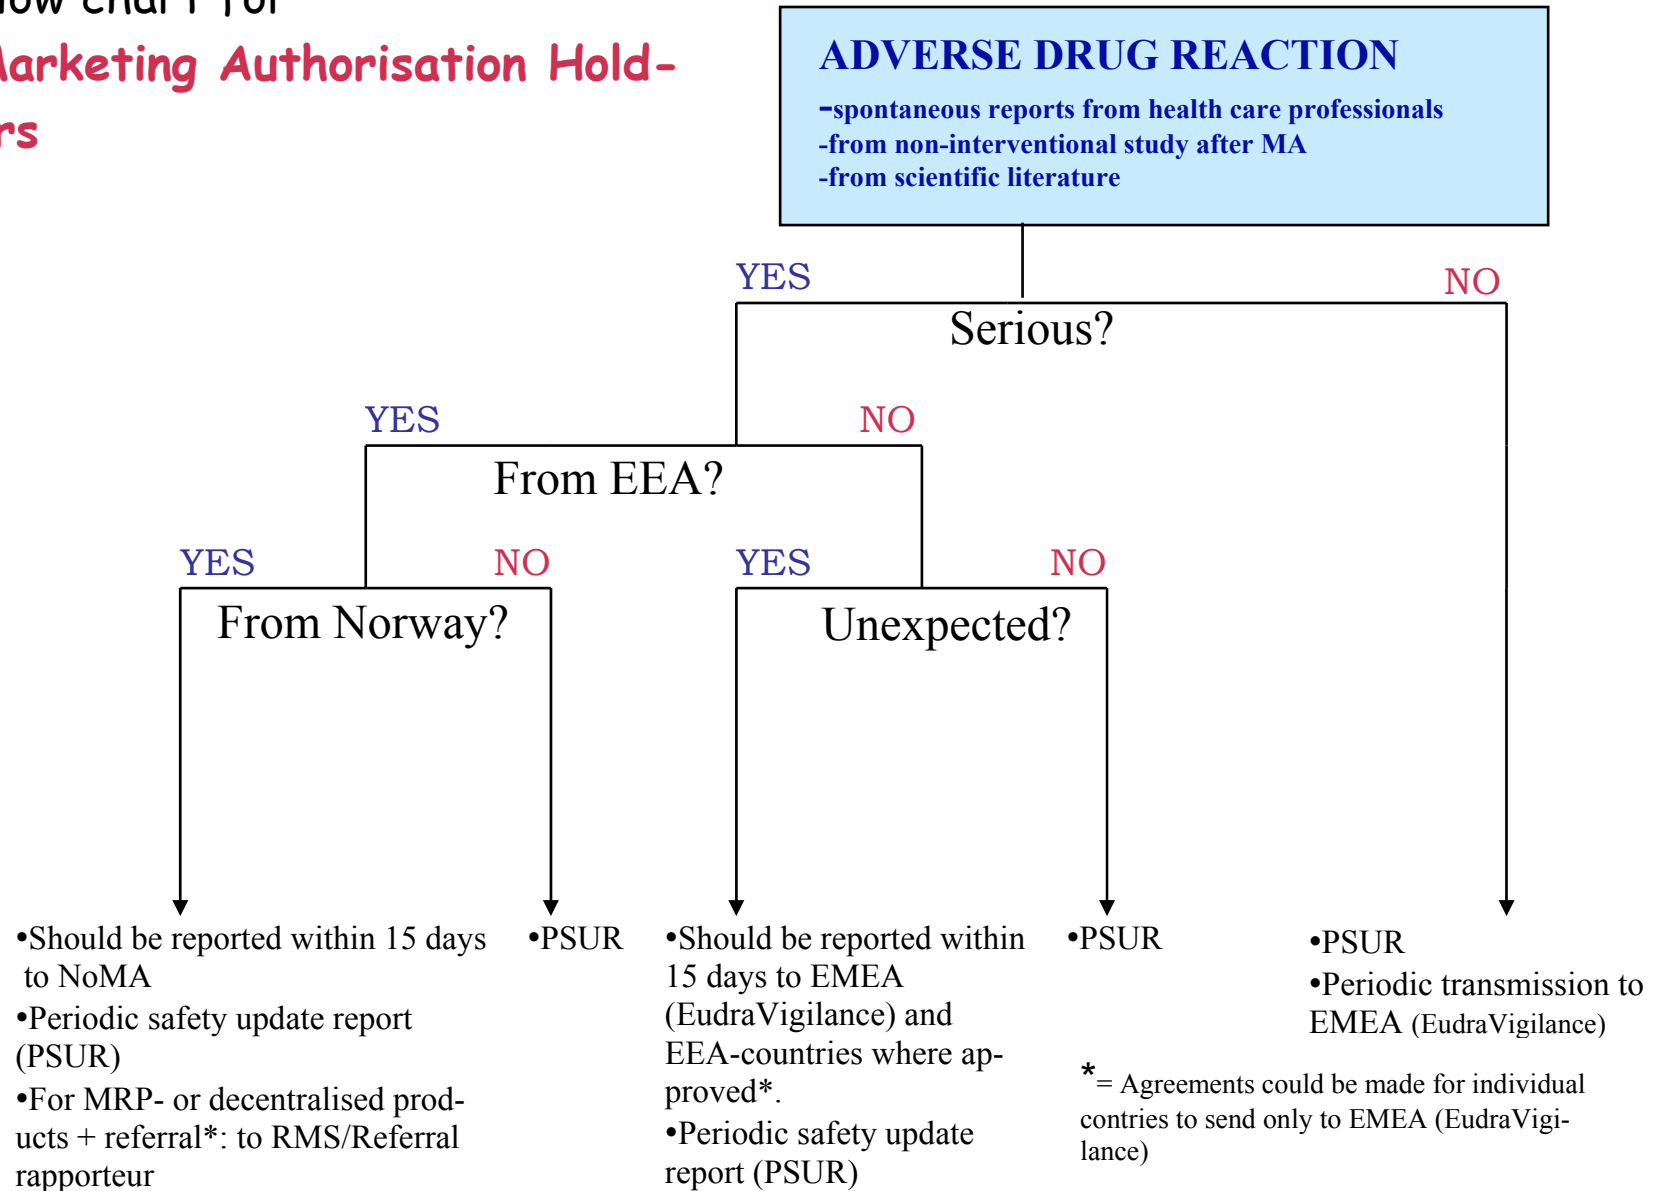 low chart for
Marketing Authorisation Hold-
rs
ADVERSE DRUG REACTION
-spontaneous reports from health care professionals
-from non-interventional study after MA
-from scientific literature
YES
NO
Serious?
YES
NO
From EEA?
YES
NO
YES
NO
From Norway?
Unexpected?
•Should be reported within 15 days
to NoMA
•Periodic safety update report
(PSUR)
•For MRP- or decentralised prod-
ucts + referral*: to RMS/Referral
rapporteur
•PSUR
•Should be reported within
15 days to EMEA
(EudraVigilance) and
EEA-countries where ap-
proved*.
•Periodic safety update
report (PSUR)
•PSUR
•PSUR
•Periodic transmission to
EMEA (EudraVigilance)
*= Agreements could be made for individual
contries to send only to EMEA (EudraVigi-
lance)